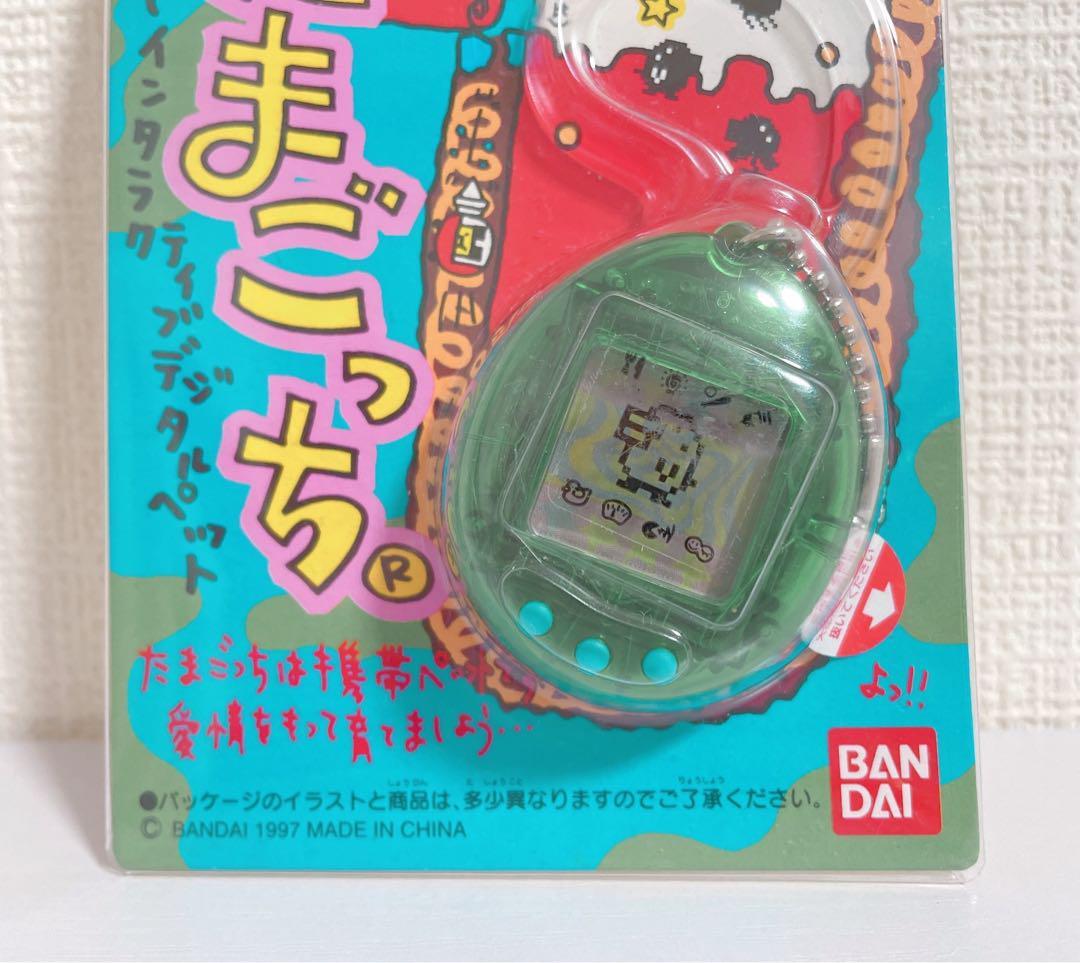 まごっち®
インタラク
ティブデジタルペット
たまごっちは携帯ペット
愛情をもって育てましょう…
よっ!!
BAN
DAI
●パッケージのイラストと商品は、多少異なりますのでご了承ください。
© BANDAI 1997 MADE IN CHINA